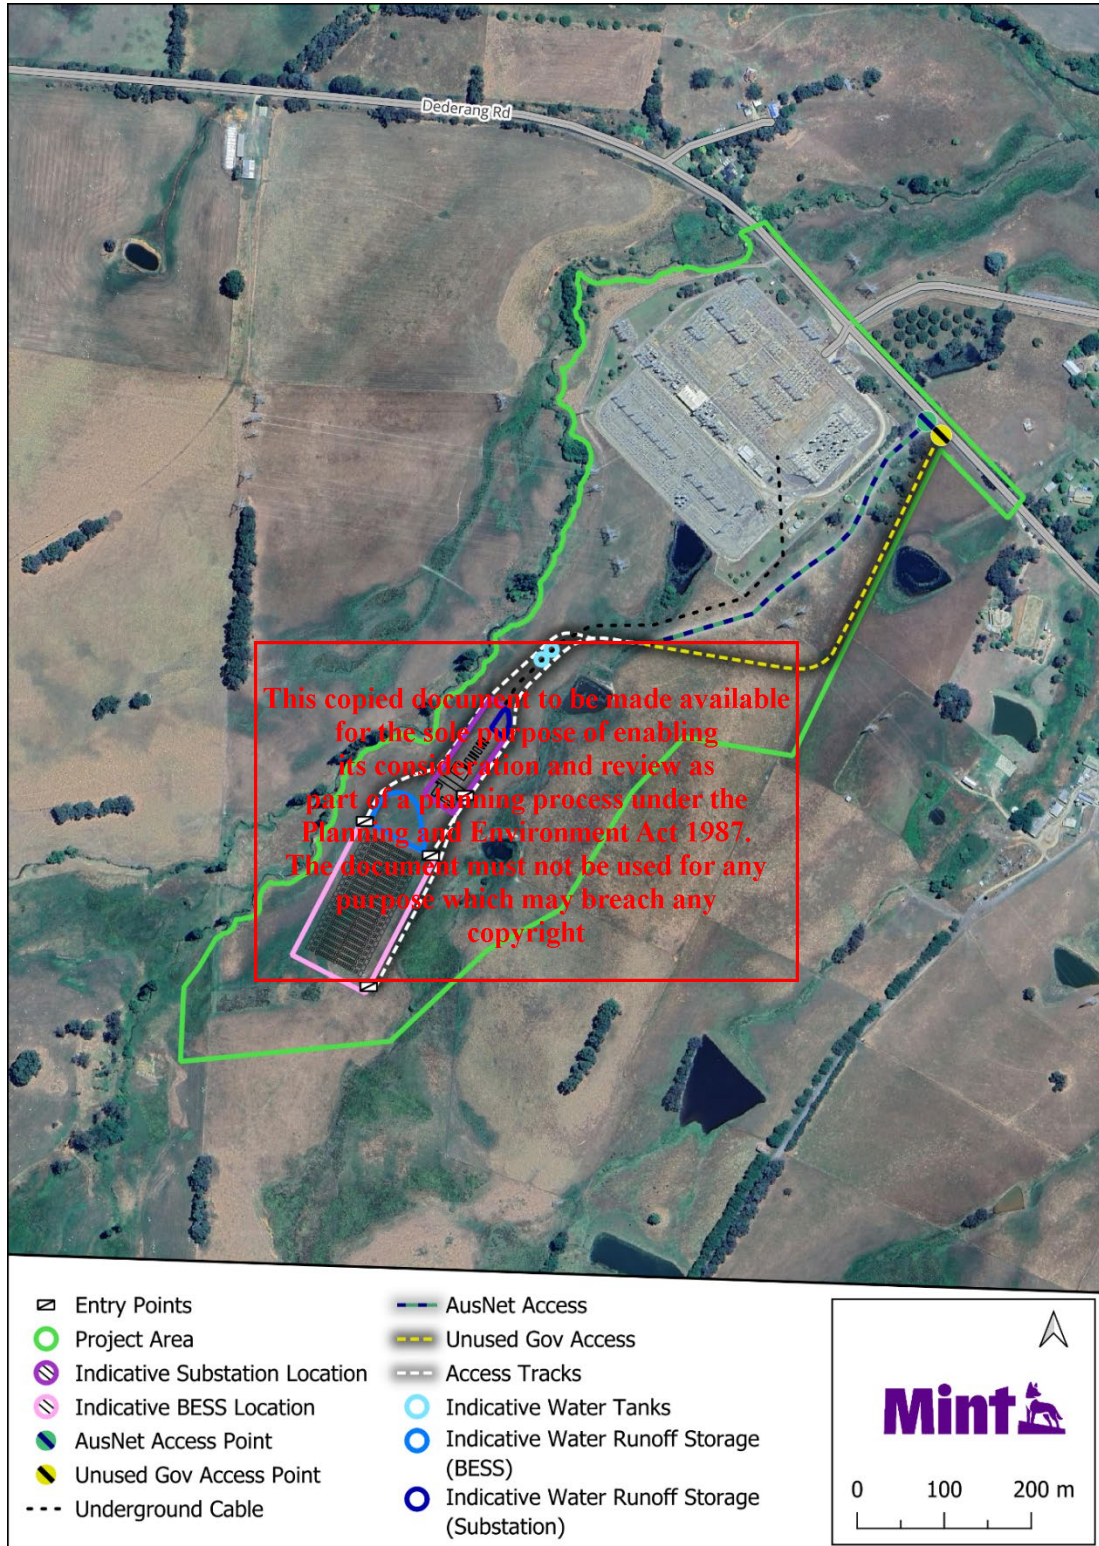 Dederang Rd
This copied document to be made available
for the sole purpose of enabling
its consideration and review as
part of a planning process under the
Planning and Environment Act 1987.
The document must not be used for any
purpose which may breach any
copyright
Entry Points
Project Area
Indicative Substation Location
Indicative BESS Location
AusNet Access Point
Unused Gov Access Point
Underground Cable
AusNet Access
Unused Gov Access
Access Tracks
Indicative Water Tanks
Indicative Water Runoff Storage
(BESS)
Indicative Water Runoff Storage
(Substation)
Mint
0 100 200 m